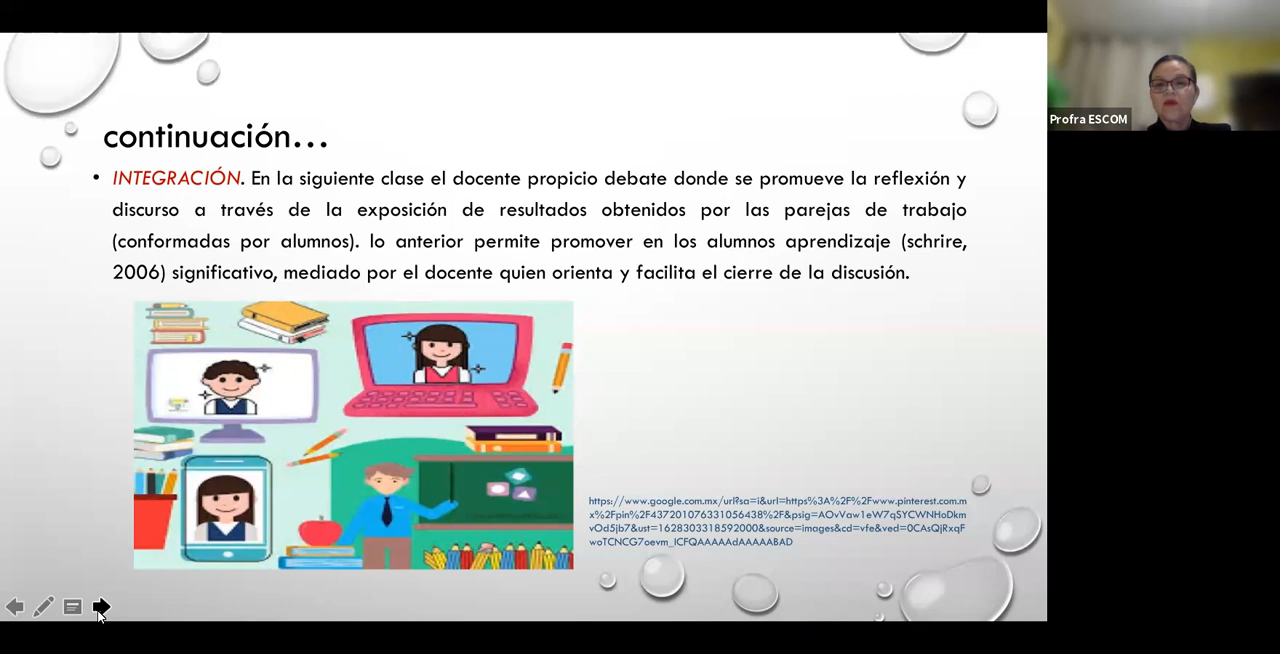 continuación…
• INTEGRACIÓN. En la siguiente clase el docente propicio debate donde se promueve la reflexión y
discurso a través de la exposición de resultados obtenidos por las parejas de trabajo
(conformadas por alumnos). lo anterior permite promover en los alumnos aprendizaje (schrire,
2006) significativo, mediado por el docente quien orienta y facilita el cierre de la discusión.
https://www.google.com.mx/url?sa=i&url=https%3A%2F%2Fwww.pinterest.com.m
x%2Fpin%2F437201076331056438%2F&psig=AOvVaw1eW7qSYCWNHoDkm
vOd5jb7&ust=1628303318592000&source=images&cd=vfe&ved=0CAsQjRxqF
woTCNCG7oevm_ICFQAAAAAdAAAAABAD
Profra ESCOM